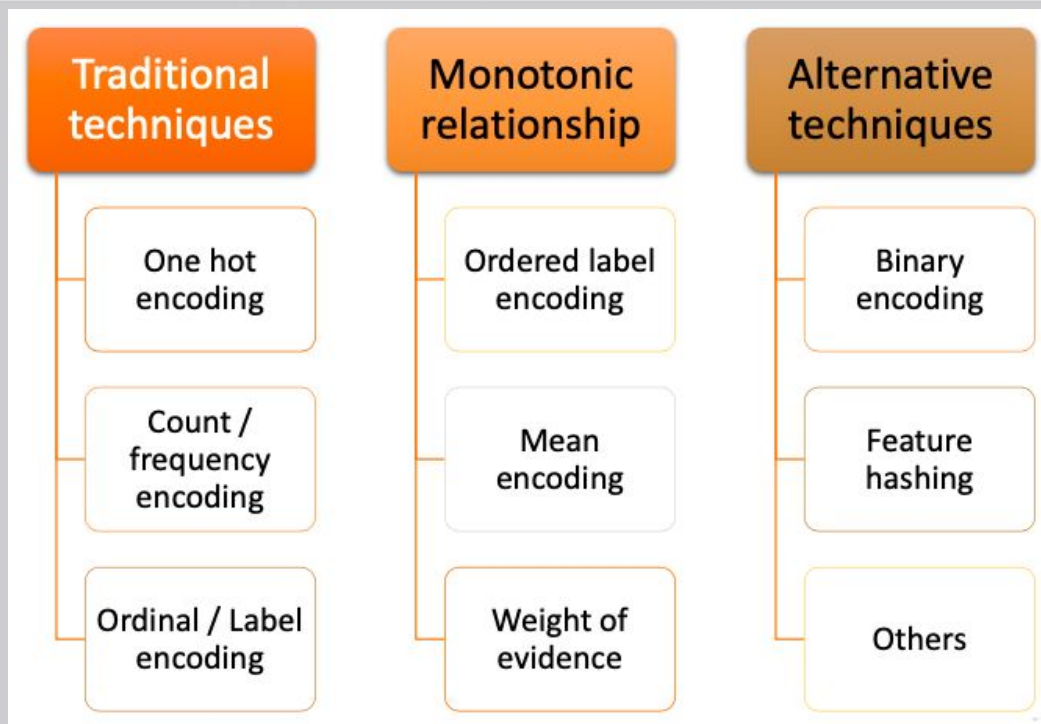 Traditional
techniques
One hot
encoding
Count /
frequency
encoding
Ordinal / Label
encoding
Monotonic
relationship
Ordered label
encoding
Mean
encoding
Weight of
evidence
Alternative
techniques
Binary
encoding
Feature
hashing
Others